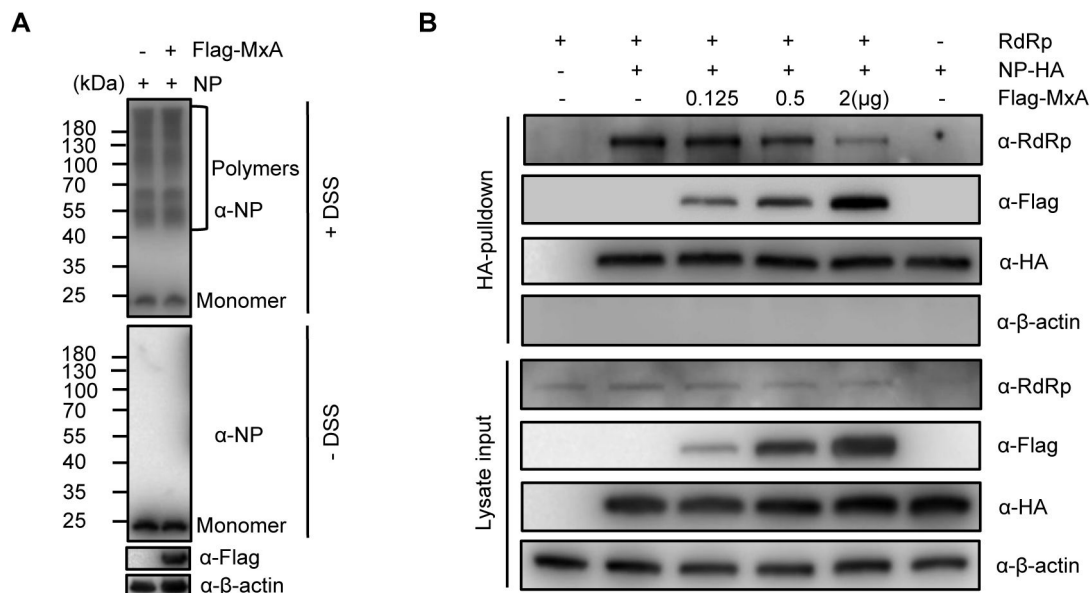 A
- + Flag-MxA
(kDa) + + NP
180
130
100
70
55
40
35
25
Polymers
α-NP
Monomer
+ DSS
180
130
100
70
55
40
35
25
α-NP
Monomer
- DSS
α-Flag
α-β-actin
B
+ + + + + - RdRp
- + + + + + NP-HA
- - 0.125 0.5 2(μg) - Flag-MxA
HA-pulldown
α-RdRp
α-Flag
α-HA
α-β-actin
Lysate input
α-RdRp
α-Flag
α-HA
α-β-actin